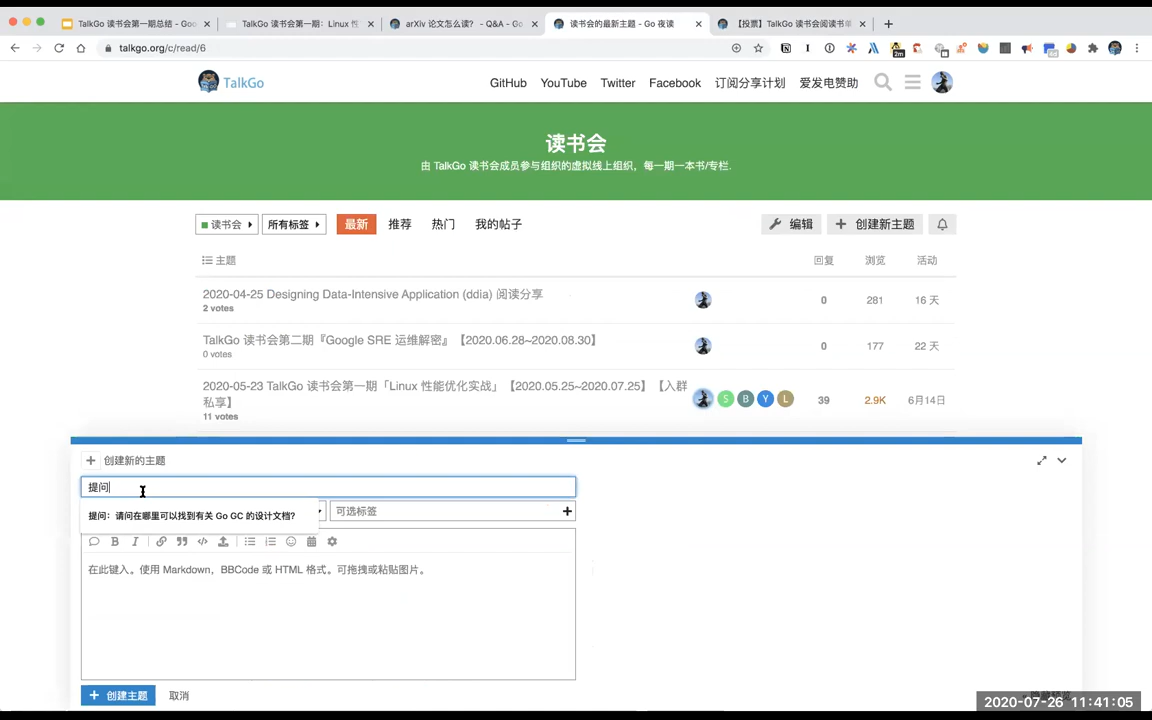 TalkGo 读书会第一期总结 - Goo
TalkGo 读书会第一期：Linux 性
arXiv 论文怎么读？ - Q&A - Go
读书会的最新主题 - Go 夜读
【投票】TalkGo 读书会阅读书单
talkgo.org/c/read/6
2m
TalkGo
GitHub
YouTube
Twitter
Facebook
订阅分享计划
爱发电赞助
读书会
由 TalkGo 读书会成员参与组织的虚拟线上组织，每一期一本书/专栏.
读书会
所有标签
最新
推荐
热门
我的帖子
编辑
创建新主题
主题
回复
浏览
活动
2020-04-25 Designing Data-Intensive Application (ddia) 阅读分享
2 votes
0
281
16 天
TalkGo 读书会第二期『Google SRE 运维解密』【2020.06.28~2020.08.30】
0 votes
0
177
22 天
2020-05-23 TalkGo 读书会第一期「Linux 性能优化实战」【2020.05.25~2020.07.25】【入群
私享】
11 votes
S
B
Y
L
39
2.9K
6月14日
创建新的主题
提问
提问：请问在哪里可以找到有关 Go GC 的设计文档?
可选标签
在此键入。使用 Markdown，BBCode 或 HTML 格式。可拖拽或粘贴图片。
创建主题
取消
2020-07-26 11:41:05